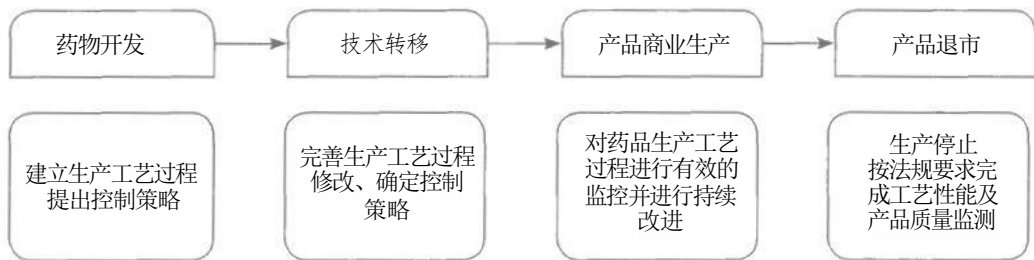 药物开发
技术转移
产品商业生产
产品退市
建立生产工艺过程
提出控制策略
完善生产工艺过程
修改、确定控制
策略
对药品生产工艺
过程进行有效的
监控并进行持续
改进
生产停止
按法规要求完
成工艺性能及
产品质量监测